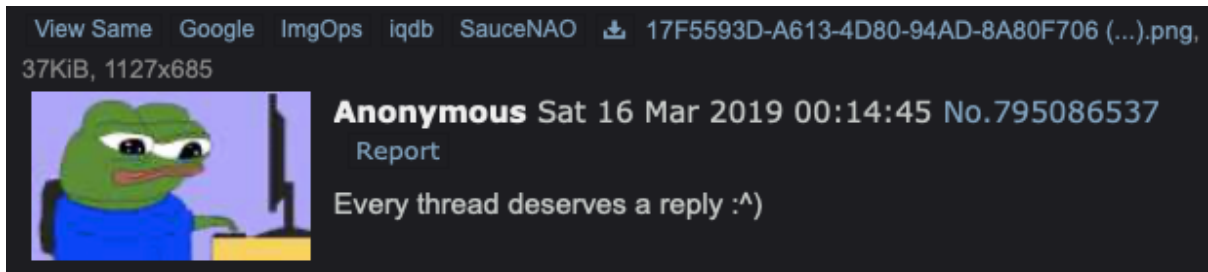 View Same Google ImgOps iqdb SauceNAO 17F5593D-A613-4D80-94AD-8A80F706 (...).png,
37KiB, 1127x685
Anonymous Sat 16 Mar 2019 00:14:45 No.795086537
Report
Every thread deserves a reply :^)